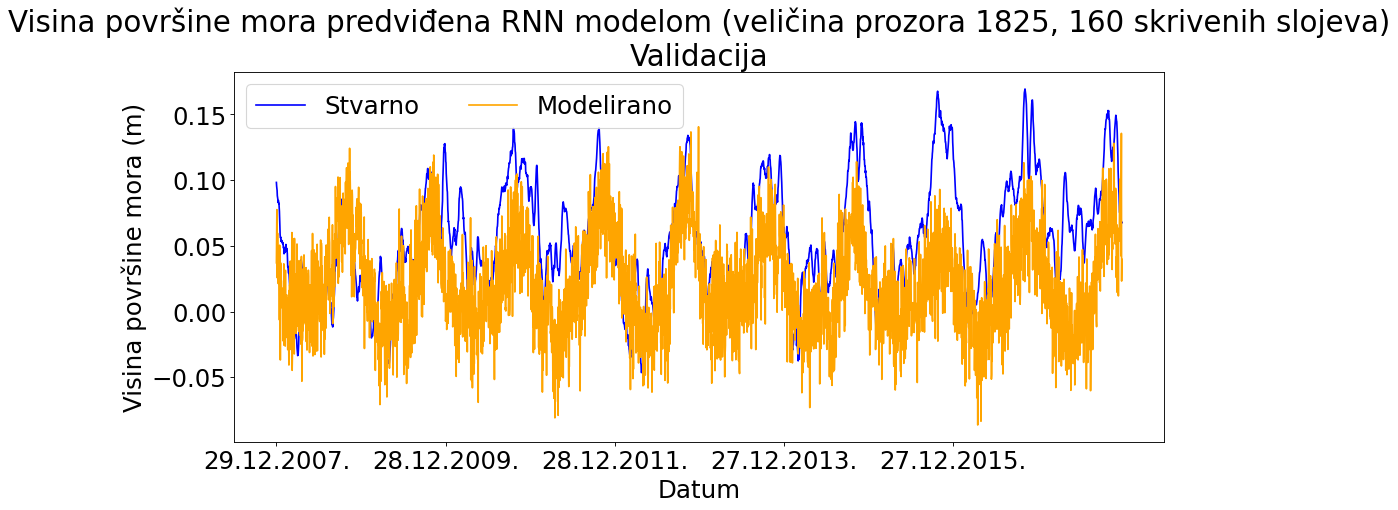 Visina površine mora predviđena RNN modelom (veličina prozora 1825, 160 skrivenih slojeva)
Validacija
Stvarno
Modelirano
Visina površine mora (m)
0.15
0.10
0.05
0.00
−0.05
29.12.2007.
28.12.2009.
28.12.2011.
27.12.2013.
27.12.2015.
Datum